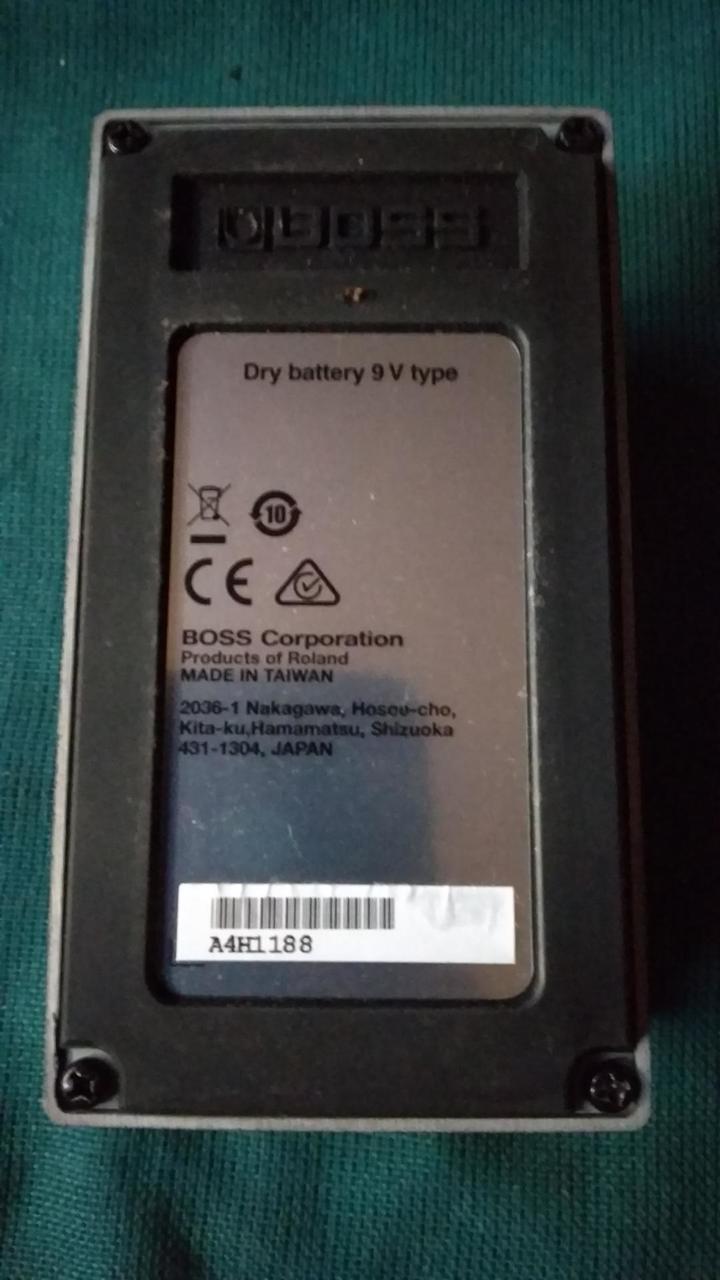 BOSS
Dry battery 9 V type
10
CE
BOSS Corporation
Products of Roland
MADE IN TAIWAN
2036-1 Nakagawa, Hosoe-cho,
Kita-ku,Hamamatsu, Shizuoka
431-1304, JAPAN
A4H1188